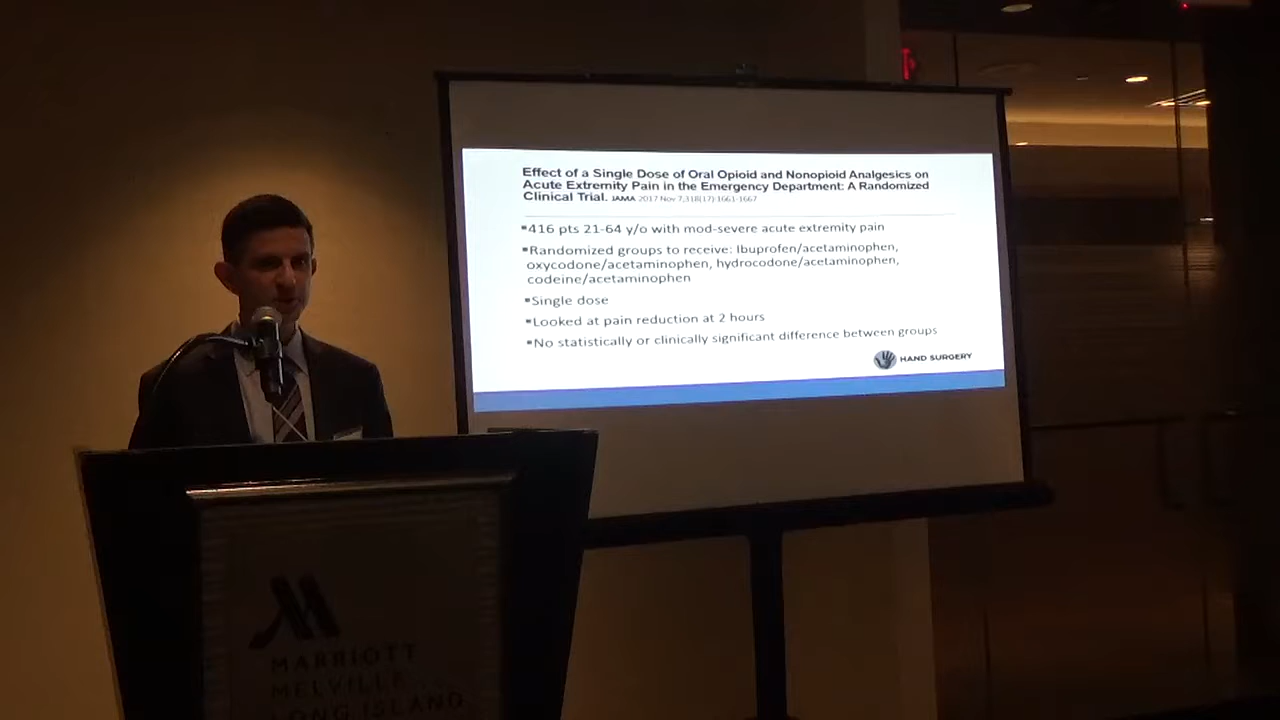 Effect of a Single Dose of Oral Opioid and Nonopioid Analgesics on
Acute Extremity Pain in the Emergency Department: A Randomized
Clinical Trial. JAMA 2017 Nov 7;318(17):1661-1667
▪416 pts 21-64 y/o with mod-severe acute extremity pain
▪Randomized groups to receive: Ibuprofen/acetaminophen,
oxycodone/acetaminophen, hydrocodone/acetaminophen,
codeine/acetaminophen
▪Single dose
▪Looked at pain reduction at 2 hours
▪No statistically or clinically significant difference between groups
HAND SURGERY
MARRIOTT
MELVILLE
LONG ISLAND